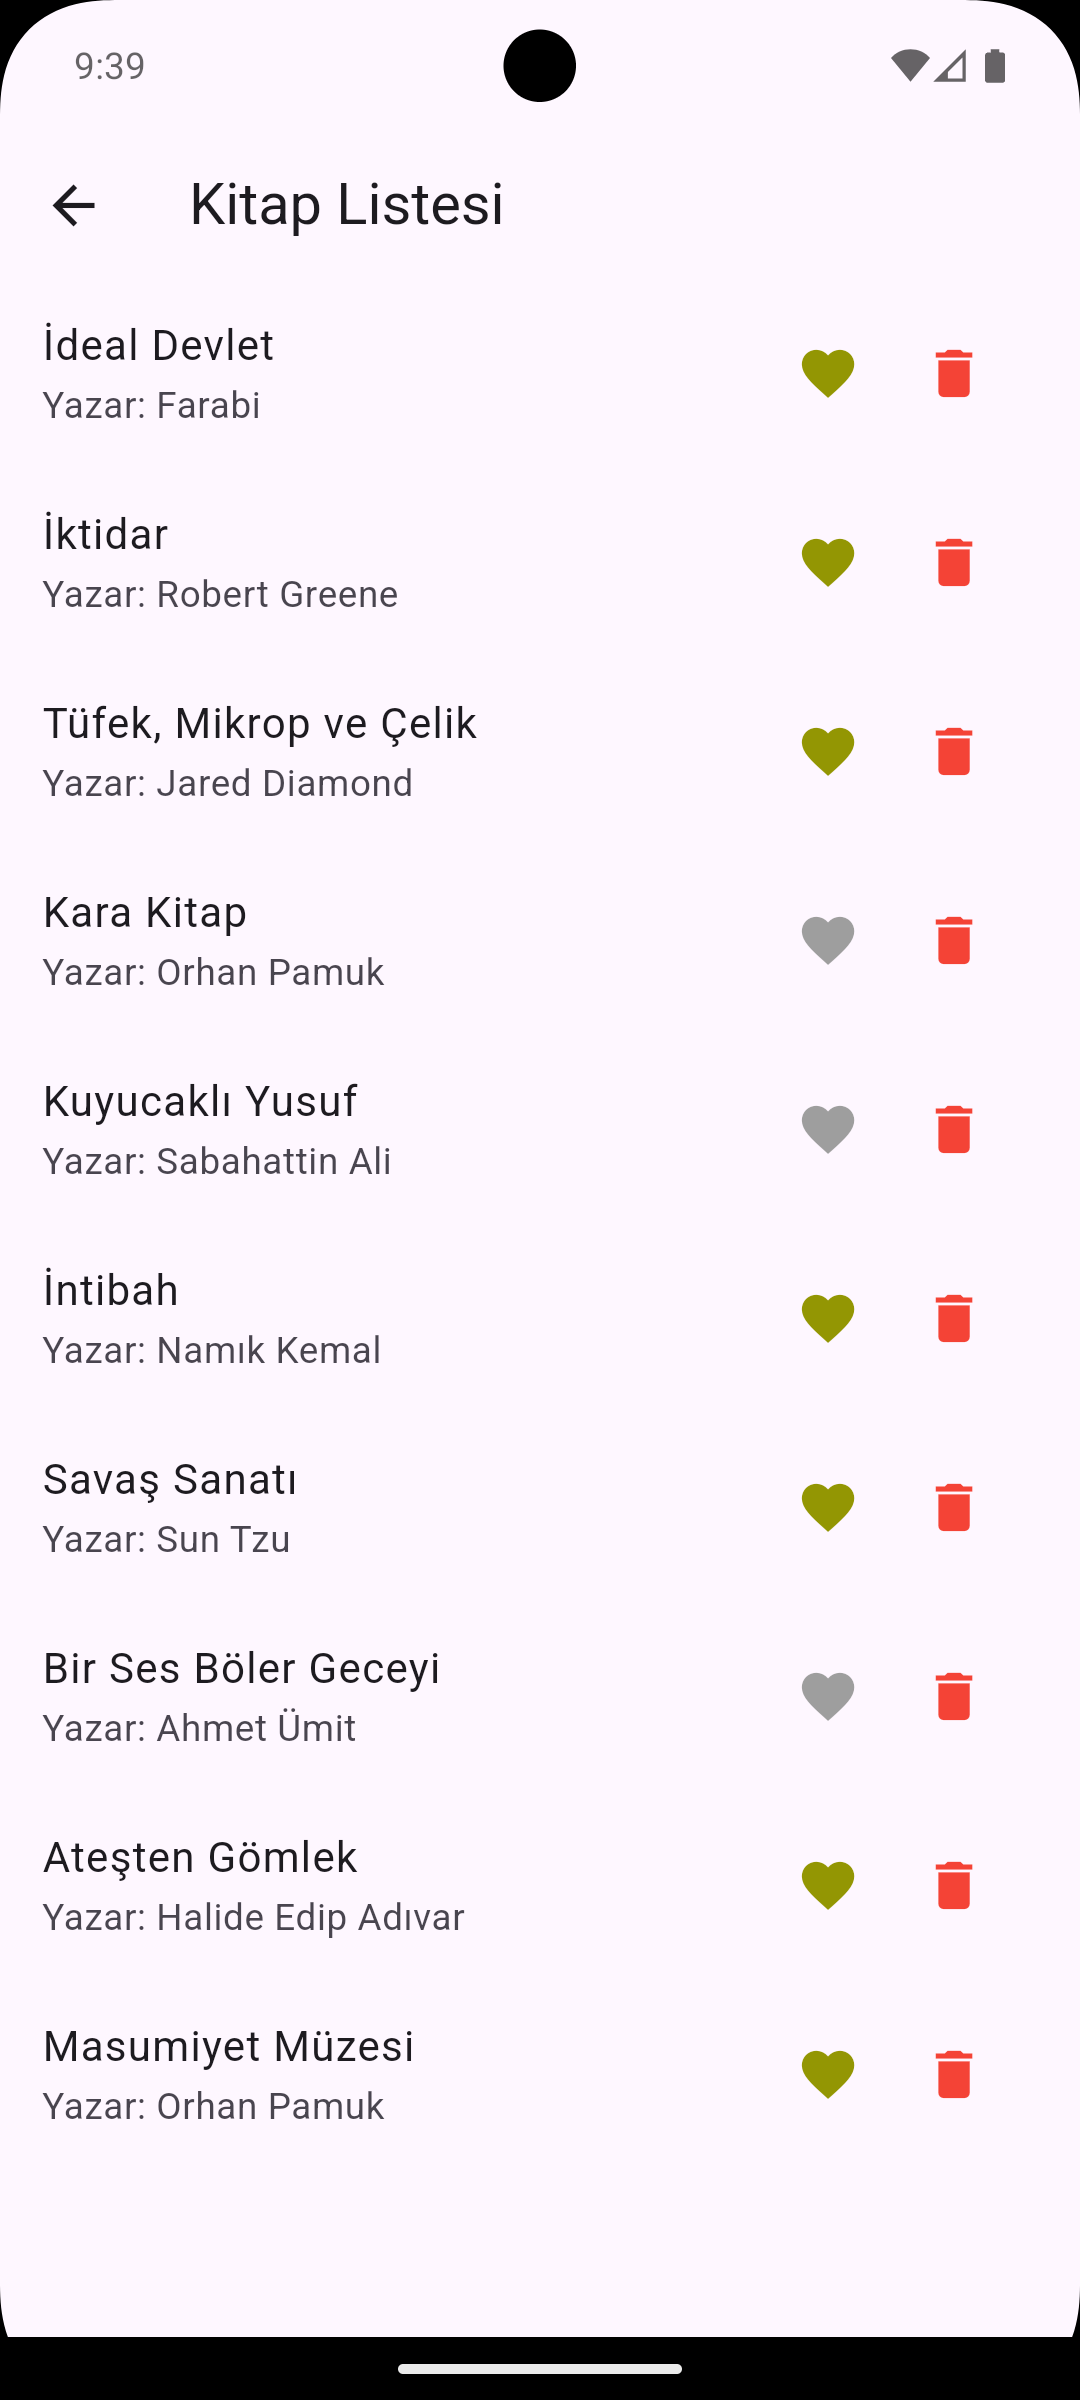 9:39
Kitap Listesi
İdeal Devlet
Yazar: Farabi
İktidar
Yazar: Robert Greene
Tüfek, Mikrop ve Çelik
Yazar: Jared Diamond
Kara Kitap
Yazar: Orhan Pamuk
Kuyucaklı Yusuf
Yazar: Sabahattin Ali
İntibah
Yazar: Namık Kemal
Savaş Sanatı
Yazar: Sun Tzu
Bir Ses Böler Geceyi
Yazar: Ahmet Ümit
Ateşten Gömlek
Yazar: Halide Edip Adıvar
Masumiyet Müzesi
Yazar: Orhan Pamuk